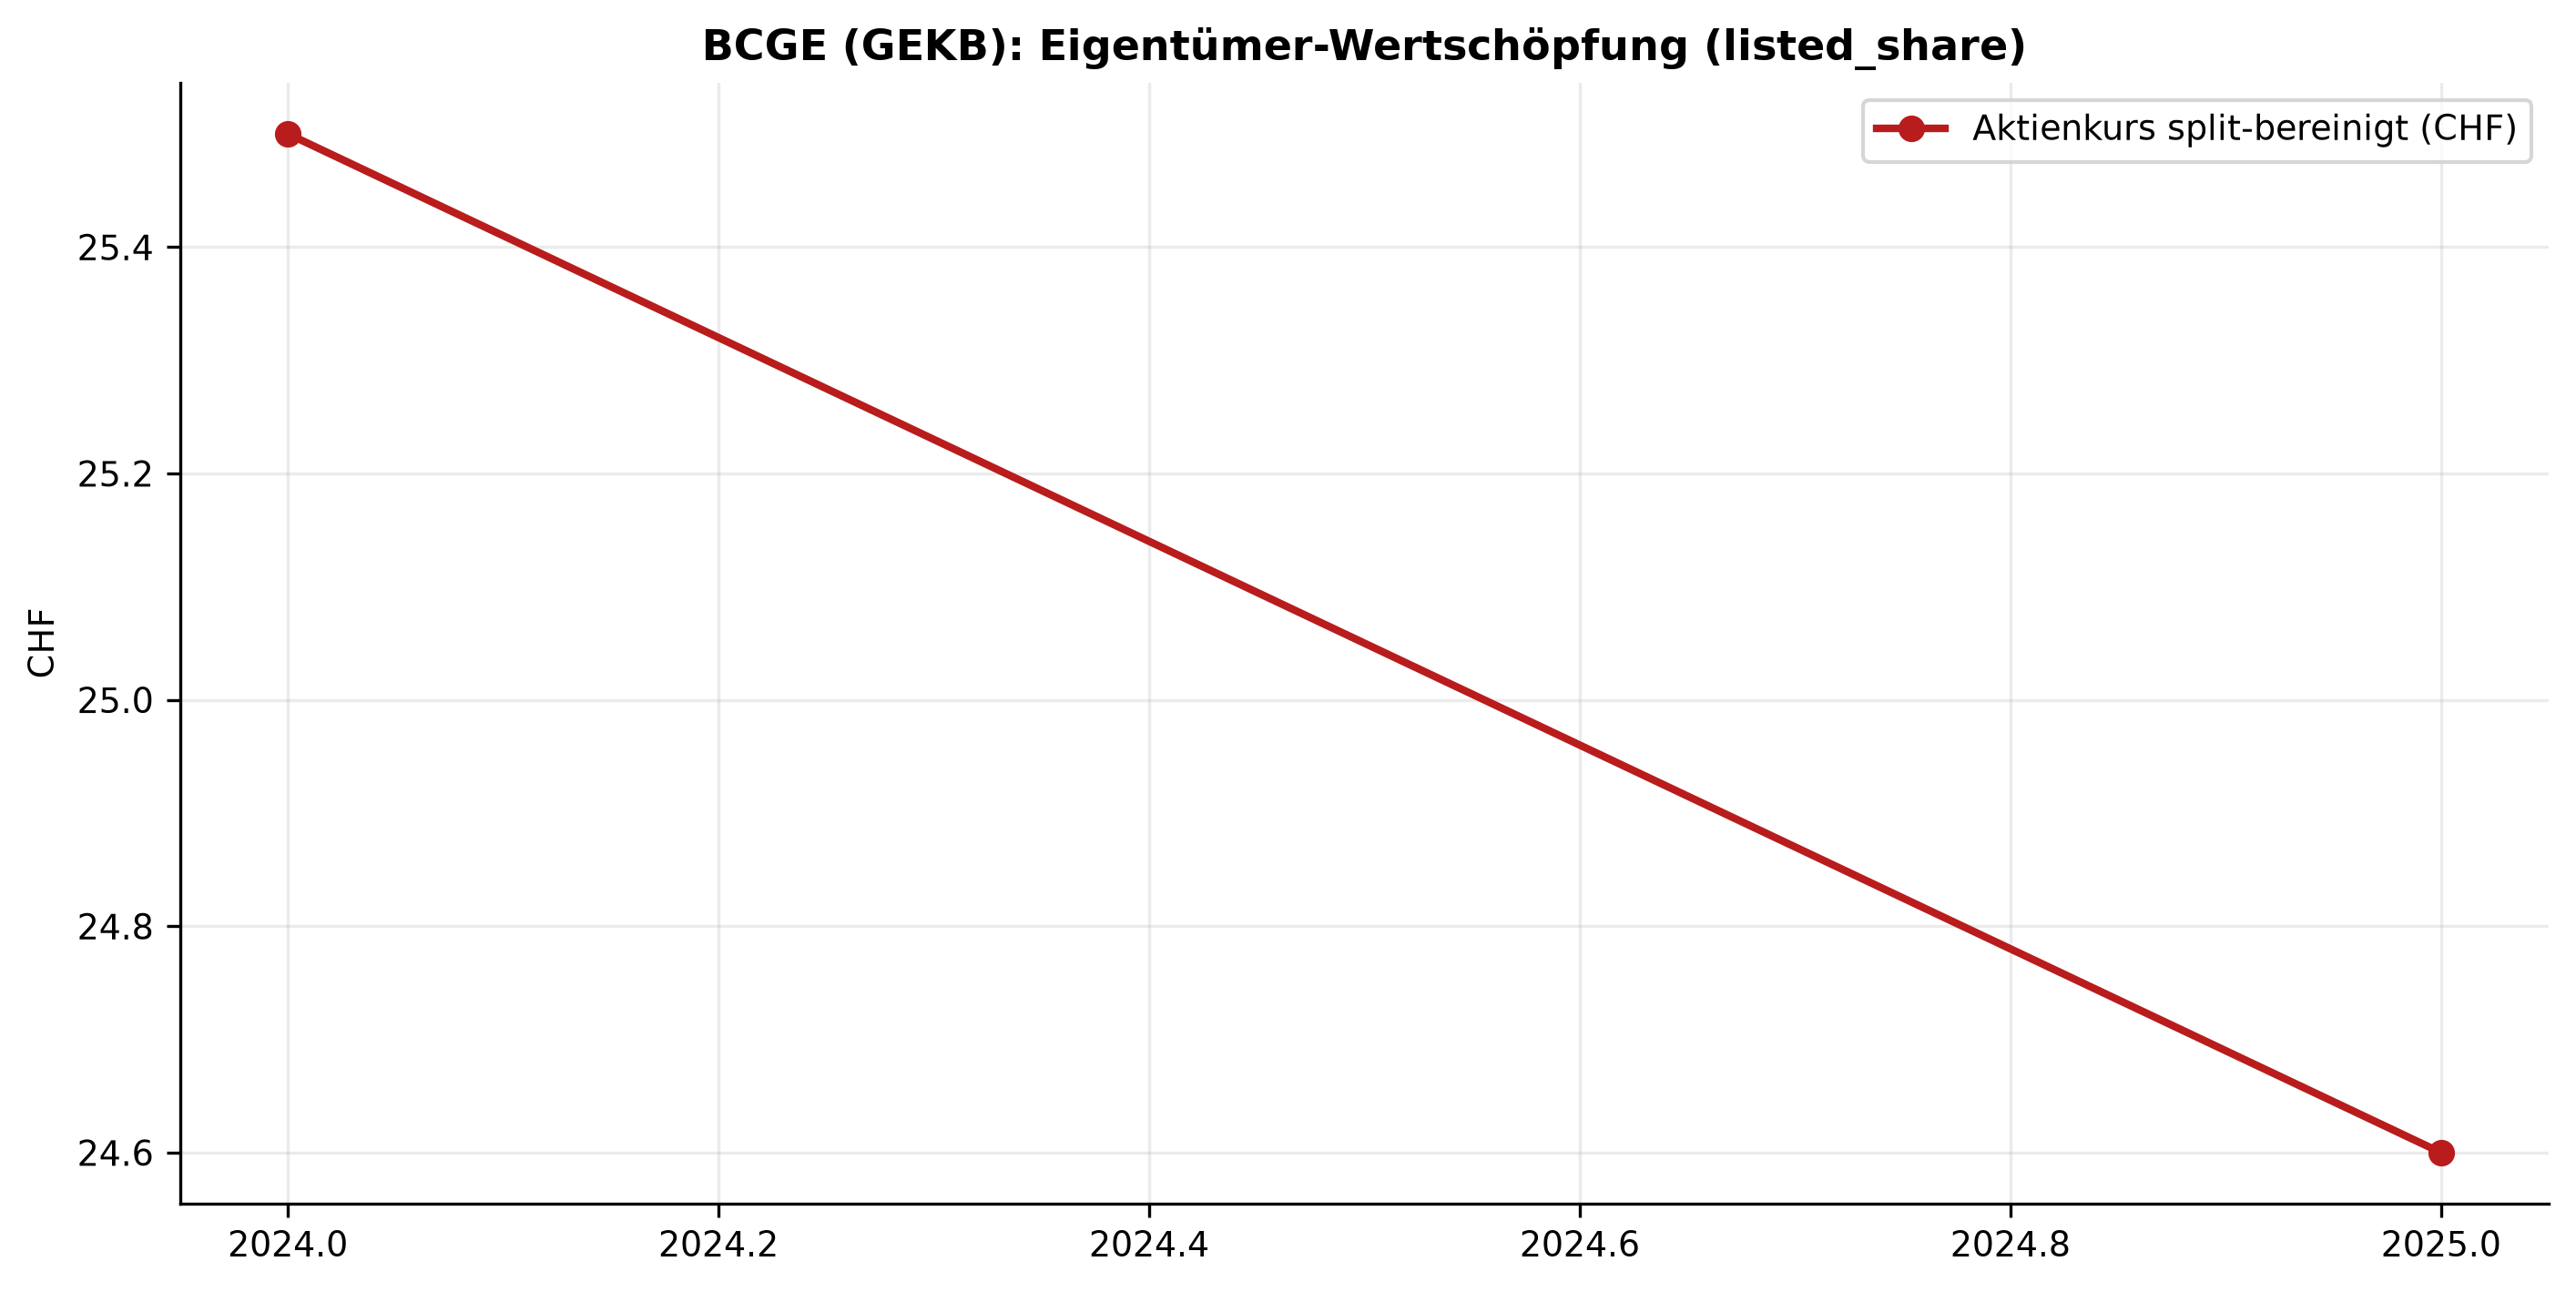 BCGE (GEKB): Eigentümer-Wertschöpfung (listed_share)
Aktienkurs split-bereinigt (CHF)
CHF
25.4
25.2
25.0
24.8
24.6
2024.0 2024.2 2024.4 2024.6 2024.8 2025.0